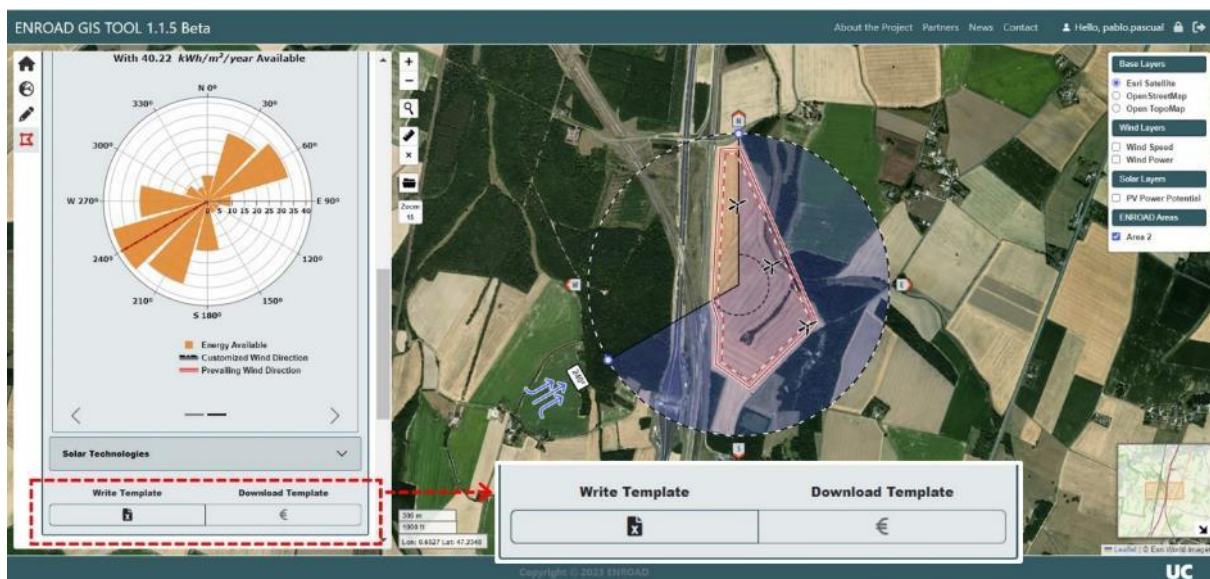 ENROAD GIS TOOL 1.1.5 Beta
About the Project Partners News Contact
Hello, pablo.pascual
With 40.22 kWh/m²/year Available
N 0º
30º
60º
E 90º
120º
150º
S 180º
210º
240º
W 270º
300º
330º
0 5 10 15 20 25 30 35 40
Energy Available
Customized Wind Direction
Prevailing Wind Direction
Solar Technologies
Write Template Download Template
€
+
−
×
Zoom
15
N
W
E
S
240º
300 m
1000 ft
Base Layers
Esri Satellite
OpenStreetMap
Open TopoMap
Wind Layers
Wind Speed
Wind Power
Solar Layers
PV Power Potential
ENROAD Areas
Area 2
Write Template Download Template
€
Leaflet | © Esri World Imagery
Copyright © 2023 ENROAD
UC